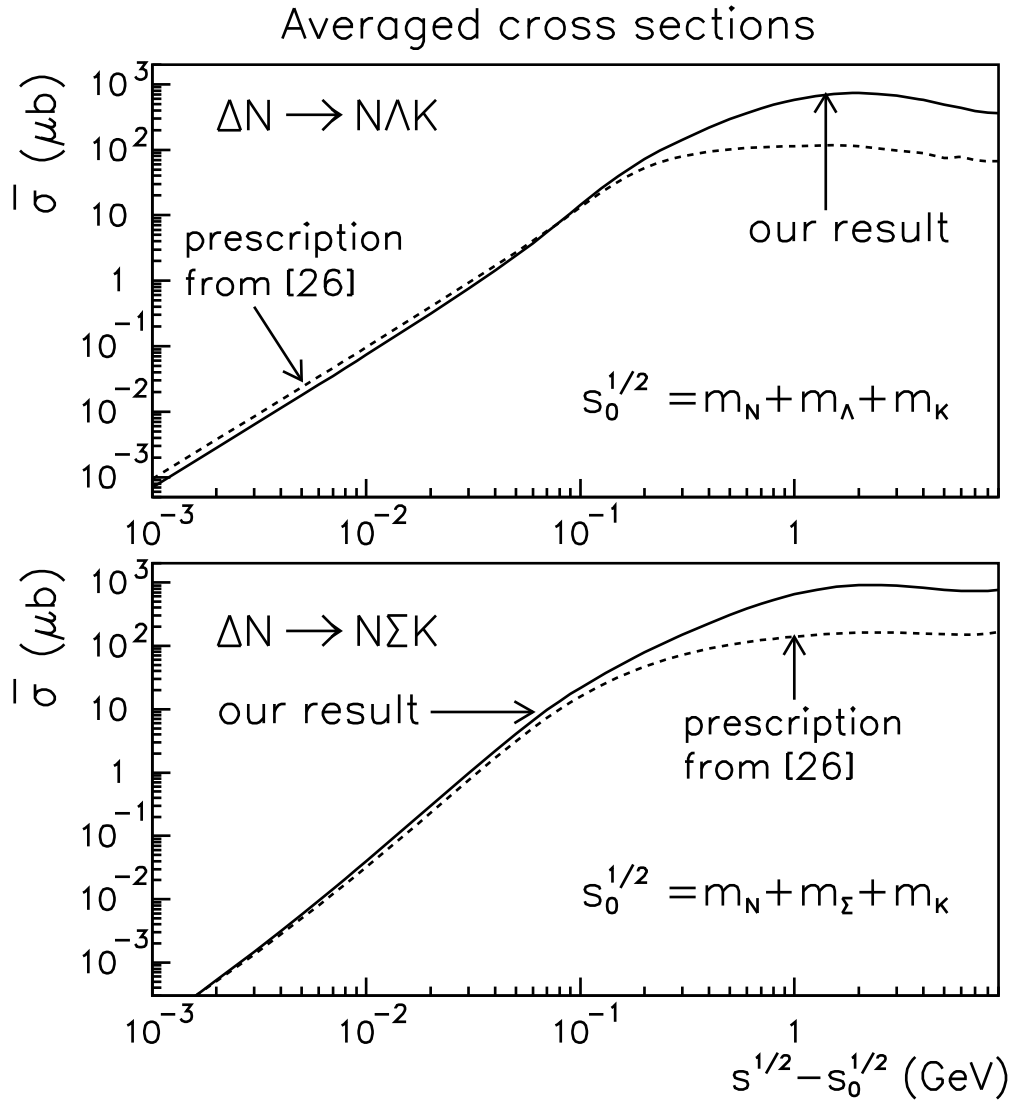 Averaged cross sections
σ̅ (μb)
10³
10²
10
1
10⁻¹
10⁻²
10⁻³
ΔN → NΛK
prescription
from [26]
our result
s₀^1/2 = m_N + m_Λ + m_K
10⁻³ 10⁻² 10⁻¹ 1
σ̅ (μb)
10³
10²
10
1
10⁻¹
10⁻²
10⁻³
ΔN → NΣK
our result
prescription
from [26]
s₀^1/2 = m_N + m_Σ + m_K
10⁻³ 10⁻² 10⁻¹ 1
s^1/2 − s₀^1/2 (GeV)